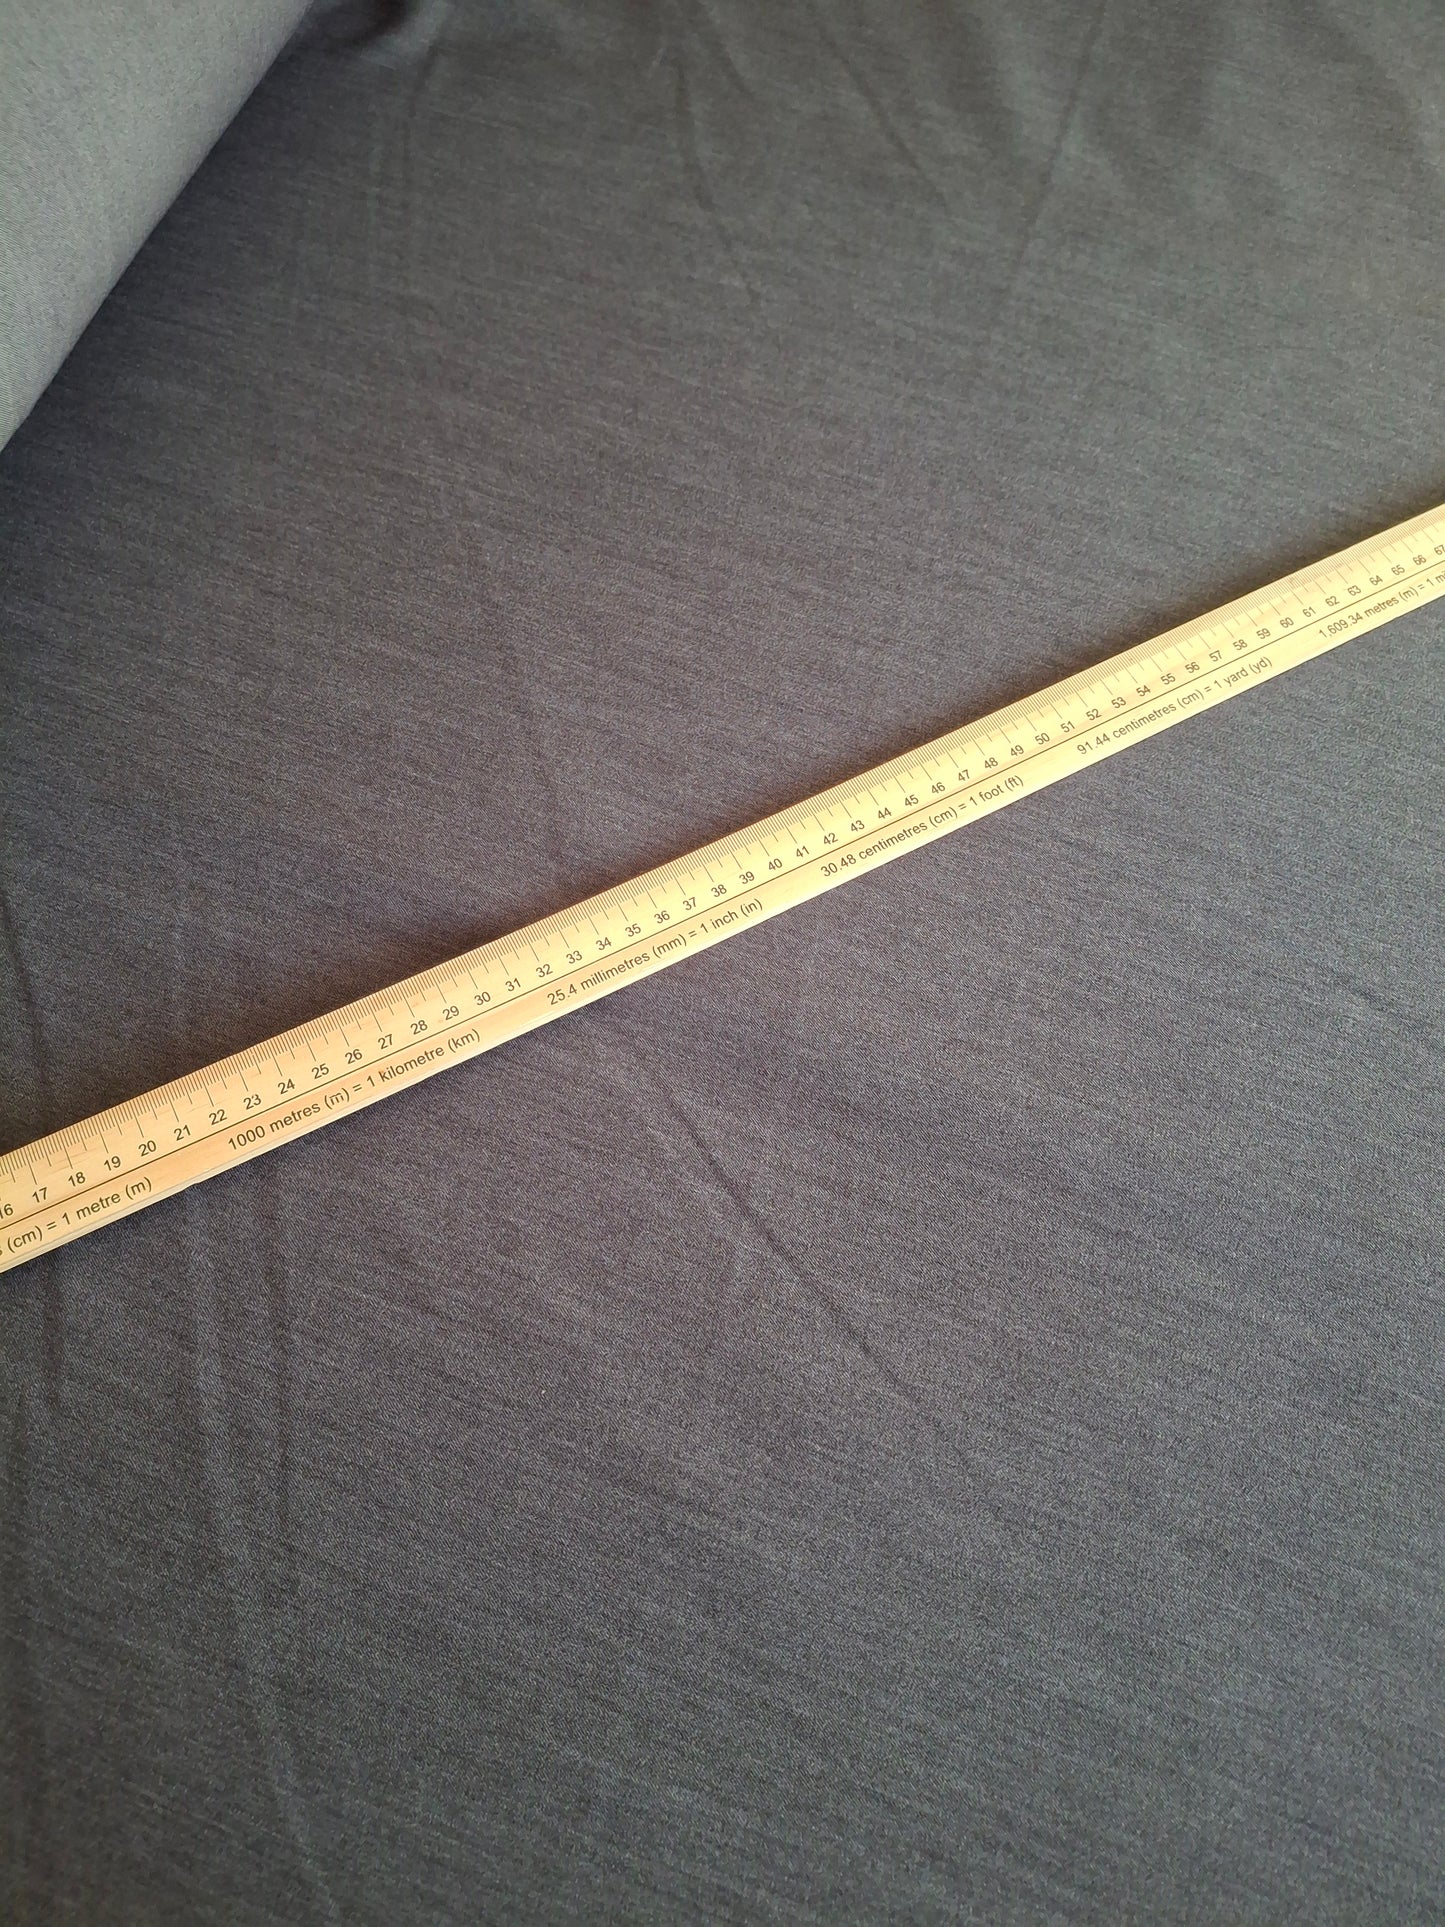 16 17 18 19 20 21 22 23 24 25 26 27 28 29 30 31 32 33 34 35 36 37 38 39 40 41 42 43 44 45 46 47 48 49 50 51 52 53 54 55 56 57 58 59 60 61 62 63 64 65 66 67
(cm) = 1 metre (m) 1000 metres (m) = 1 kilometre (km) 25.4 millimetres (mm) = 1 inch (in) 30.48 centimetres (cm) = 1 foot (ft) 91.44 centimetres (cm) = 1 yard (yd) 1,609.34 metres (m) = 1